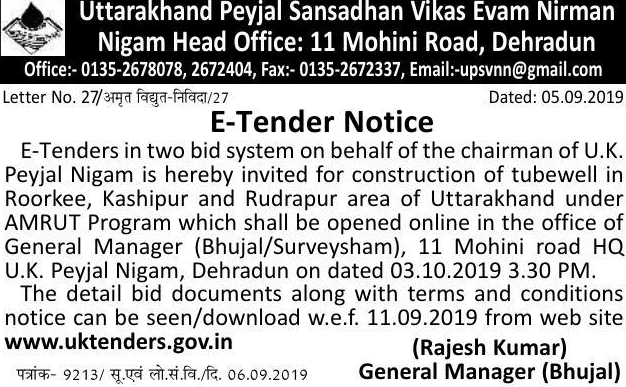 Uttarakhand Peyjal Sansadhan Vikas Evam Nirman
Nigam Head Office: 11 Mohini Road, Dehradun
Office:- 0135-2678078, 2672404, Fax:- 0135-2672337, Email:-upsvnn@gmail.com
Letter No. 27/अमृत विद्युत-निविदा/27 Dated: 05.09.2019
E-Tender Notice
E-Tenders in two bid system on behalf of the chairman of U.K.
Peyjal Nigam is hereby invited for construction of tubewell in
Roorkee, Kashipur and Rudrapur area of Uttarakhand under
AMRUT Program which shall be opened online in the office of
General Manager (Bhujal/Surveysham), 11 Mohini road HQ
U.K. Peyjal Nigam, Dehradun on dated 03.10.2019 3.30 PM.
The detail bid documents along with terms and conditions
notice can be seen/download w.e.f. 11.09.2019 from web site
www.uktenders.gov.in (Rajesh Kumar)
पत्रांक- 9213/ सू.एवं लो.सं.वि./दि. 06.09.2019 General Manager (Bhujal)